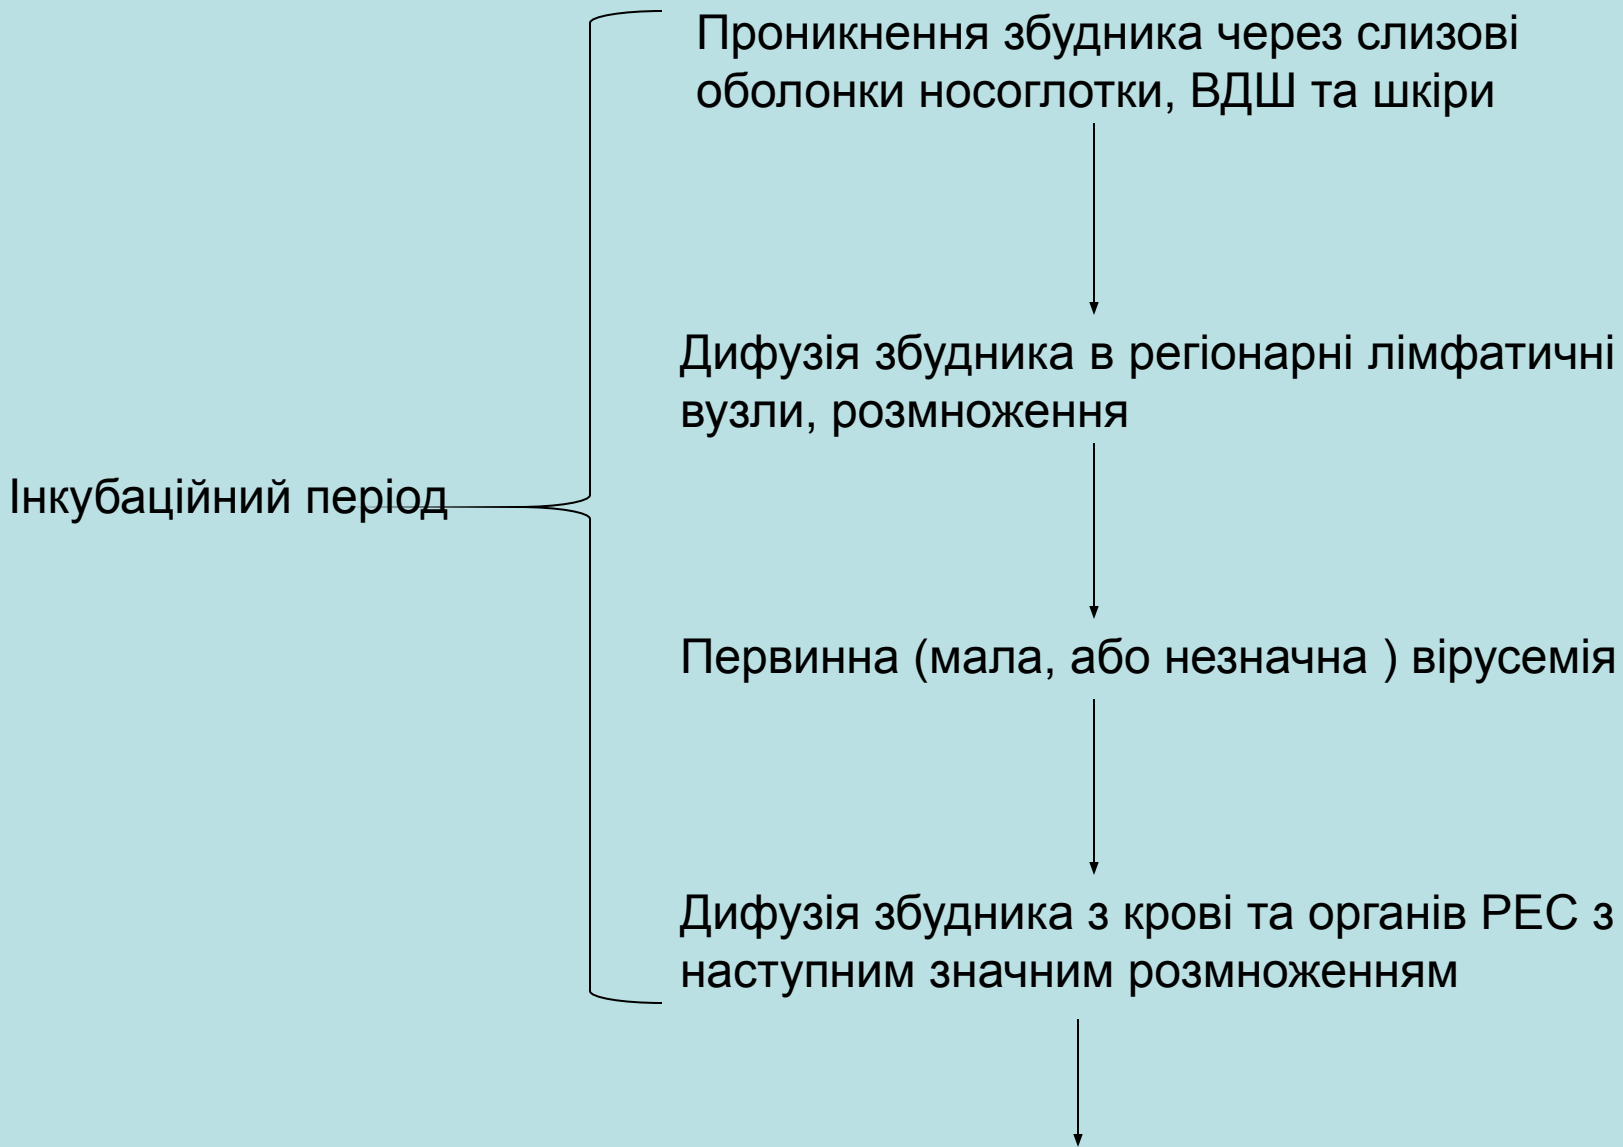 Проникнення збудника через слизові
оболонки носоглотки, ВДШ та шкіри
Дифузія збудника в регіонарні лімфатичні
вузли, розмноження
Інкубаційний період
Первинна (мала, або незначна ) вірусемія
Дифузія збудника з крові та органів РЕС з
наступним значним розмноженням